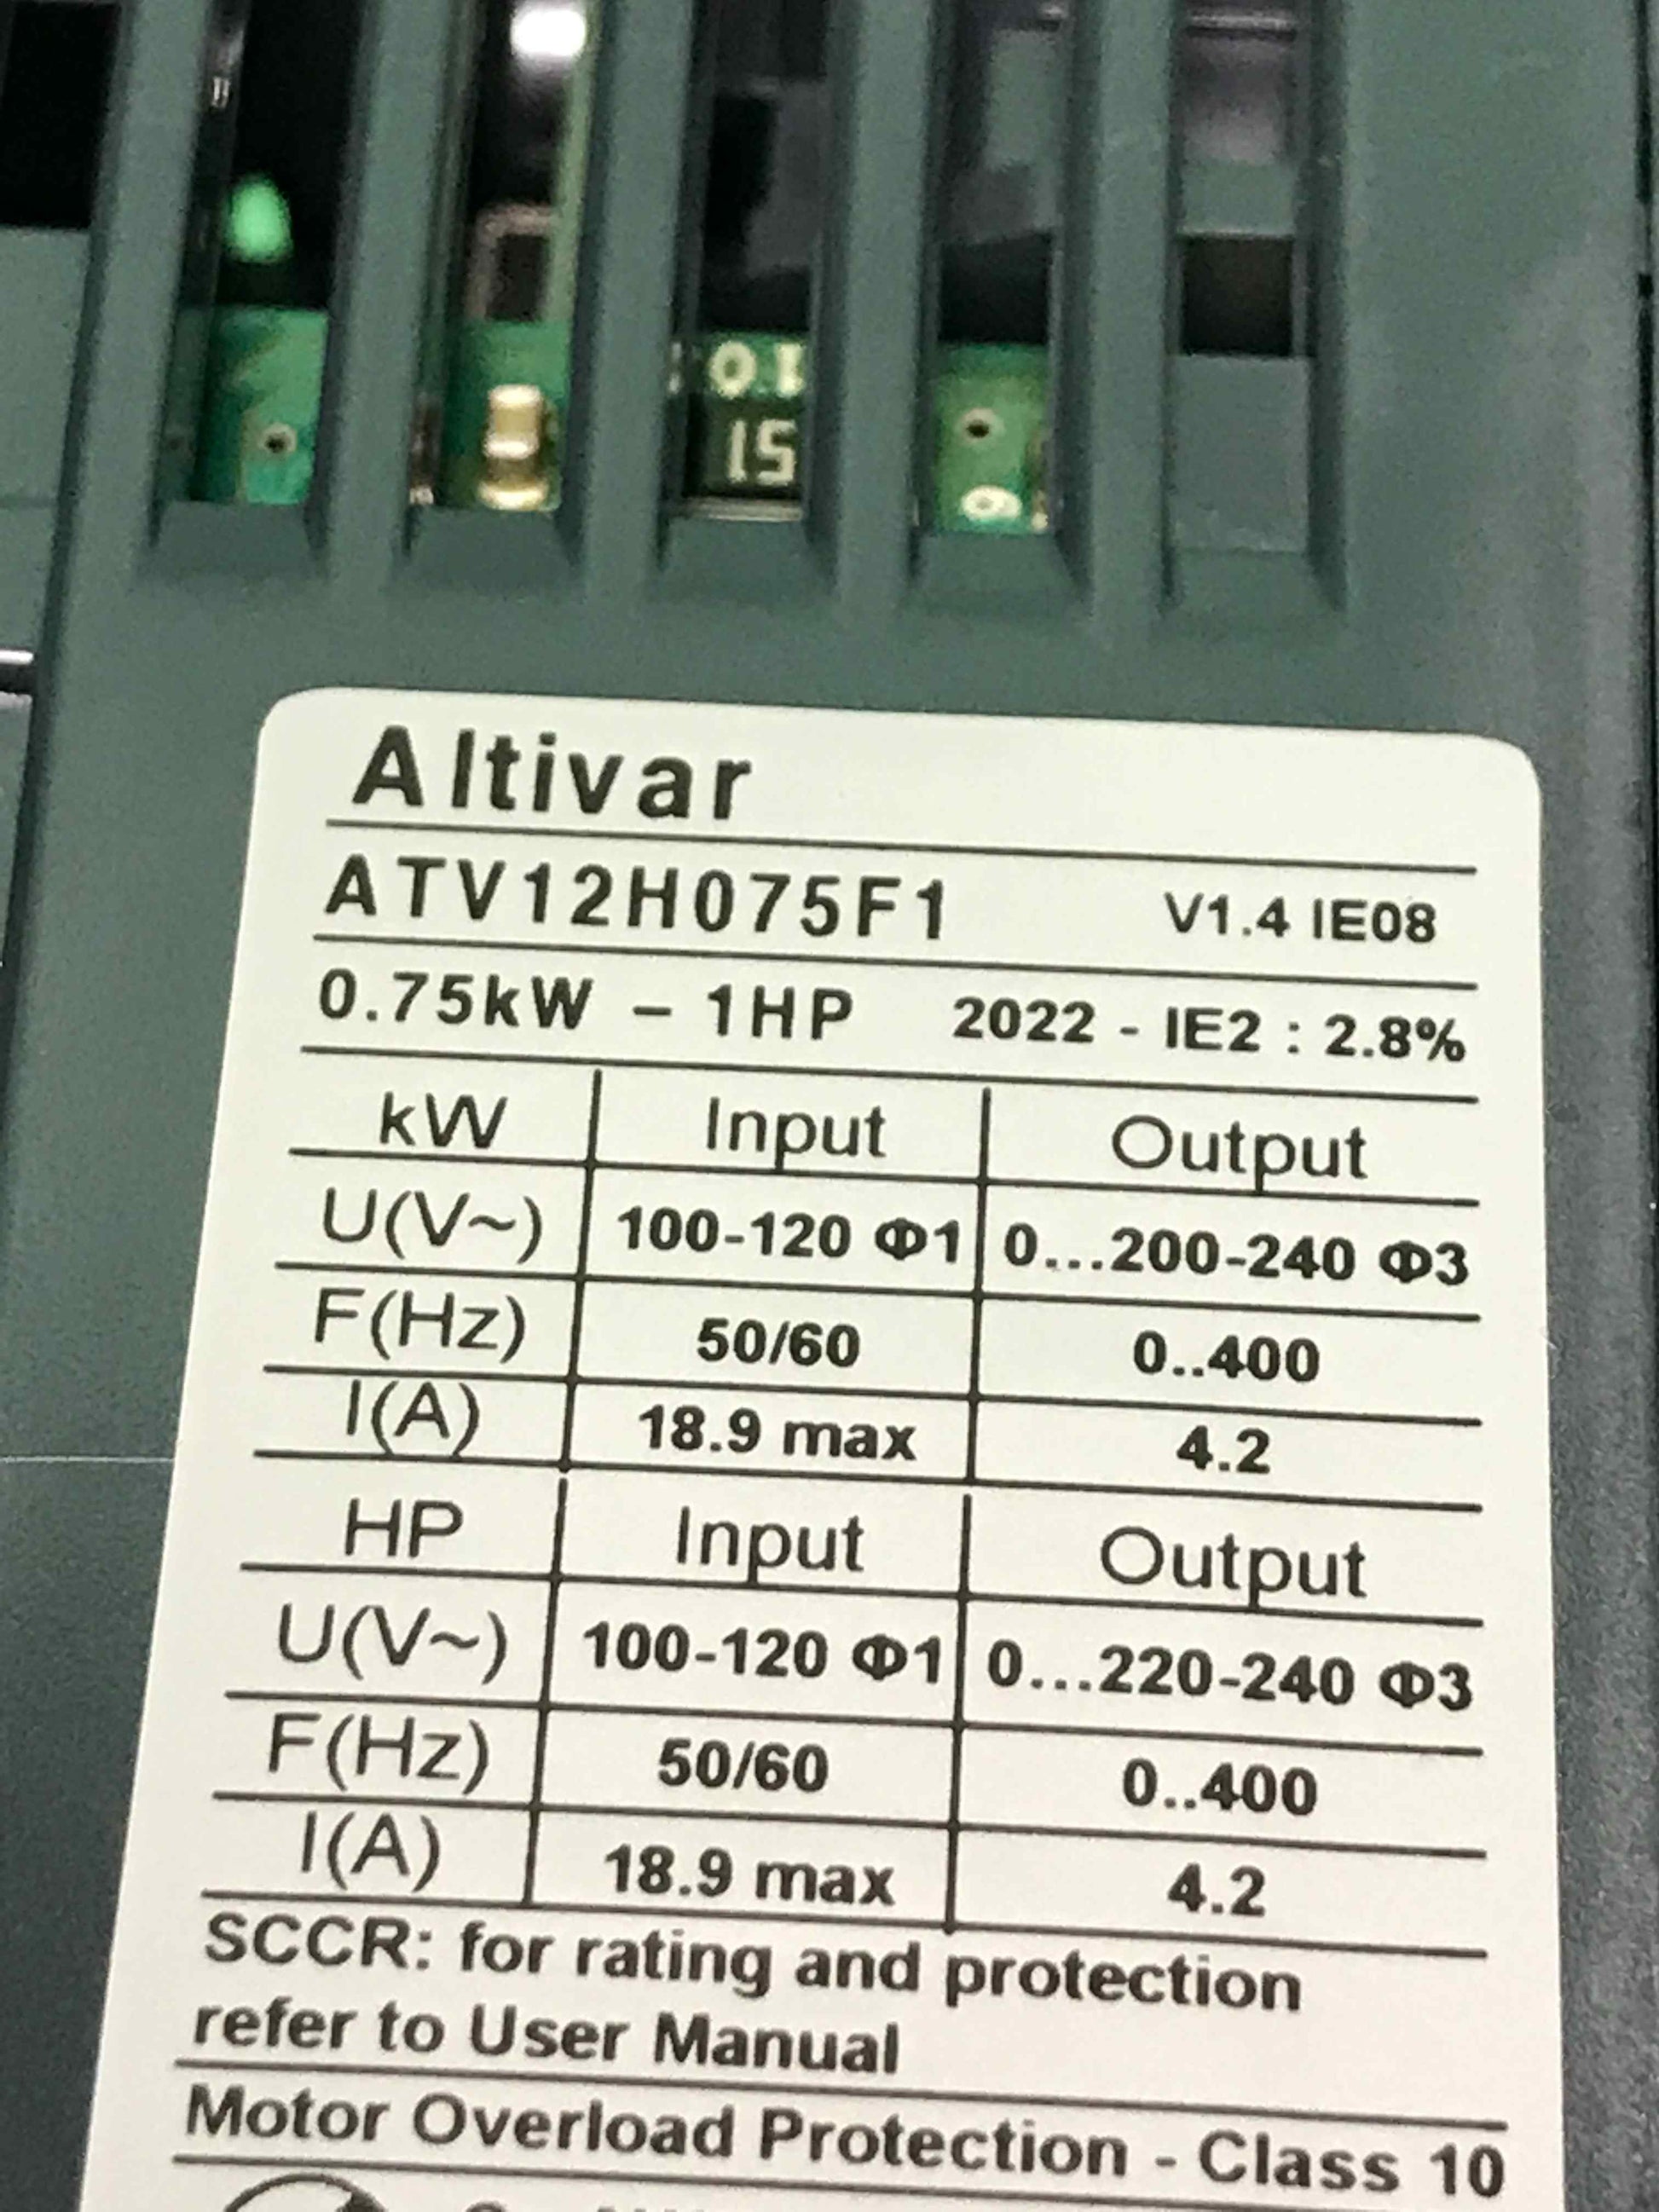 15
Altivar
ATV12H075F1 V1.4 IE08
0.75kW - 1HP 2022 - IE2 : 2.8%
kW Input Output
U(V~) 100-120 Φ1 0...200-240 Φ3
F(Hz) 50/60 0..400
I(A) 18.9 max 4.2
HP Input Output
U(V~) 100-120 Φ1 0...220-240 Φ3
F(Hz) 50/60 0..400
I(A) 18.9 max 4.2
SCCR: for rating and protection
refer to User Manual
Motor Overload Protection - Class 10